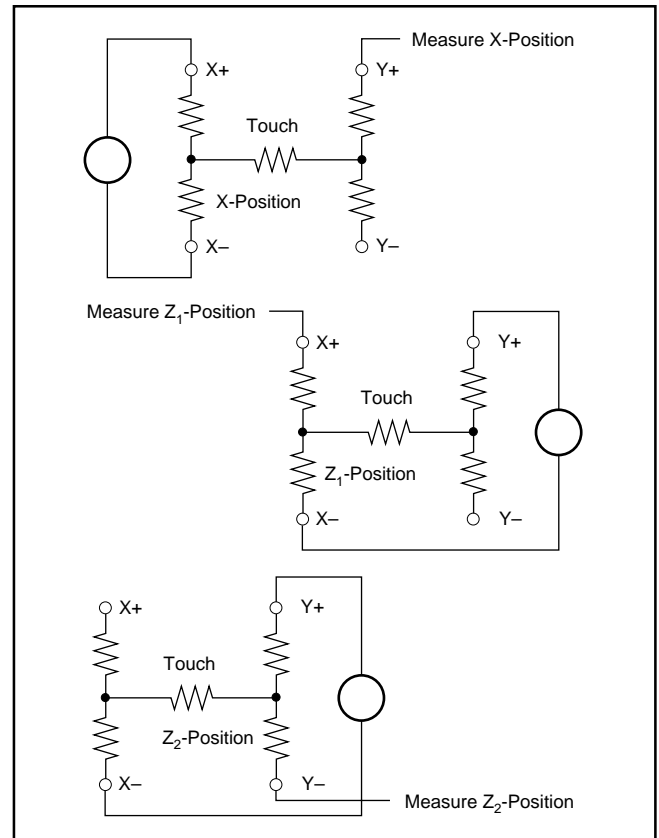 Measure X-Position
X+
Y+
Touch
X-Position
X–
Y–
Measure Z₁-Position
X+
Y+
Touch
Z₁-Position
X–
Y–
X+
Y+
Touch
Z₂-Position
X–
Y–
Measure Z₂-Position